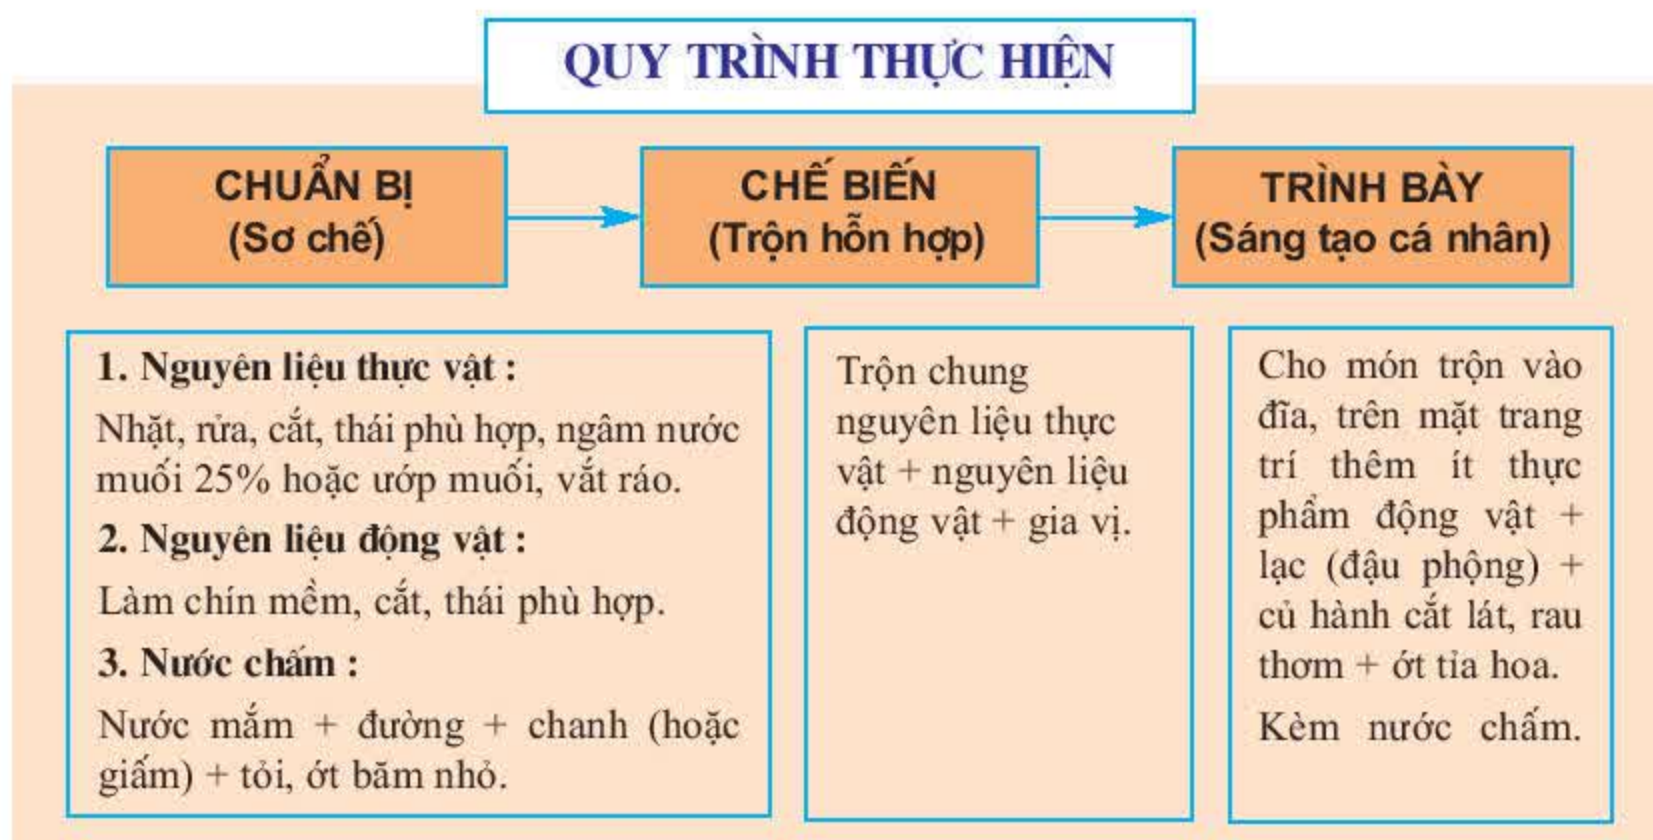 QUY TRÌNH THỰC HIỆN
CHUẨN BỊ
(Sơ chế)
CHẾ BIẾN
(Trộn hỗn hợp)
TRÌNH BÀY
(Sáng tạo cá nhân)
1. Nguyên liệu thực vật :
Nhặt, rửa, cắt, thái phù hợp, ngâm nước
muối 25% hoặc ướp muối, vắt ráo.
2. Nguyên liệu động vật :
Làm chín mềm, cắt, thái phù hợp.
3. Nước chấm :
Nước mắm + đường + chanh (hoặc
giấm) + tỏi, ớt băm nhỏ.
Trộn chung
nguyên liệu thực
vật + nguyên liệu
động vật + gia vị.
Cho món trộn vào
đĩa, trên mặt trang
trí thêm ít thực
phẩm động vật +
lạc (đậu phộng) +
củ hành cắt lát, rau
thơm + ớt tỉa hoa.
Kèm nước chấm.